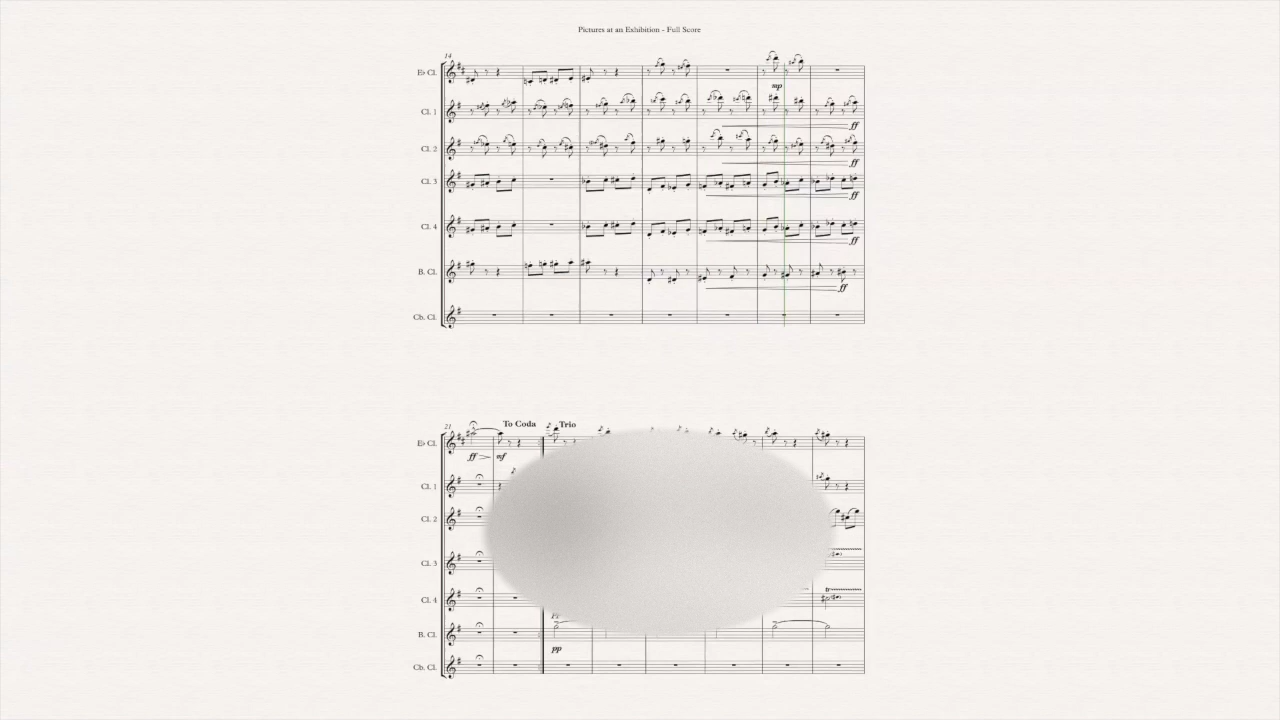 Pictures at an Exhibition - Full Score
14
E♭ Cl.
mp
Cl. 1
ff
Cl. 2
ff
Cl. 3
ff
Cl. 4
ff
B. Cl.
ff
Cb. Cl.
21
To Coda
Trio
E♭ Cl.
ff
mf
Cl. 1
Cl. 2
Cl. 3
Cl. 4
B. Cl.
pp
Cb. Cl.